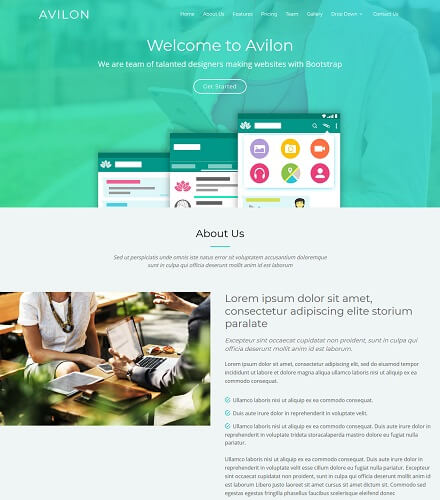 AVILON
Home About Us Features Pricing Team Gallery Drop Down Contact Us
Welcome to Avilon
We are team of talanted designers making websites with Bootstrap
Get Started
About Us
Sed ut perspiciatis unde omnis iste natus error sit voluptatem accusantium doloremque
sunt in culpa qui officia deserunt mollit anim id est laborum
Lorem ipsum dolor sit amet,
consectetur adipiscing elite storium
paralate
Excepteur sint occaecat cupidatat non proident, sunt in culpa qui
officia deserunt mollit anim id est laborum.
Lorem ipsum dolor sit amet, consectetur adipiscing elit, sed do eiusmod tempor
incididunt ut labore et dolore magna aliqua ullamco laboris nisi ut aliquip ex ea
commodo consequat.
Ullamco laboris nisi ut aliquip ex ea commodo consequat.
Duis aute irure dolor in reprehenderit in voluptate velit.
Ullamco laboris nisi ut aliquip ex ea commodo consequat. Duis aute irure dolor in
reprehenderit in voluptate trideta storacalaperda mastiro dolore eu fugiat nulla
pariatur.
Ullamco laboris nisi ut aliquip ex ea commodo consequat. Duis aute irure dolor in
reprehenderit in voluptate velit esse cillum dolore eu fugiat nulla pariatur. Excepteur
sint occaecat cupidatat non proident, sunt in culpa qui officia deserunt mollit anim id
est laborum Libero justo laoreet sit amet cursus sit amet dictum sit. Commodo sed
egestas egestas fringilla phasellus faucibus scelerisque eleifend donec